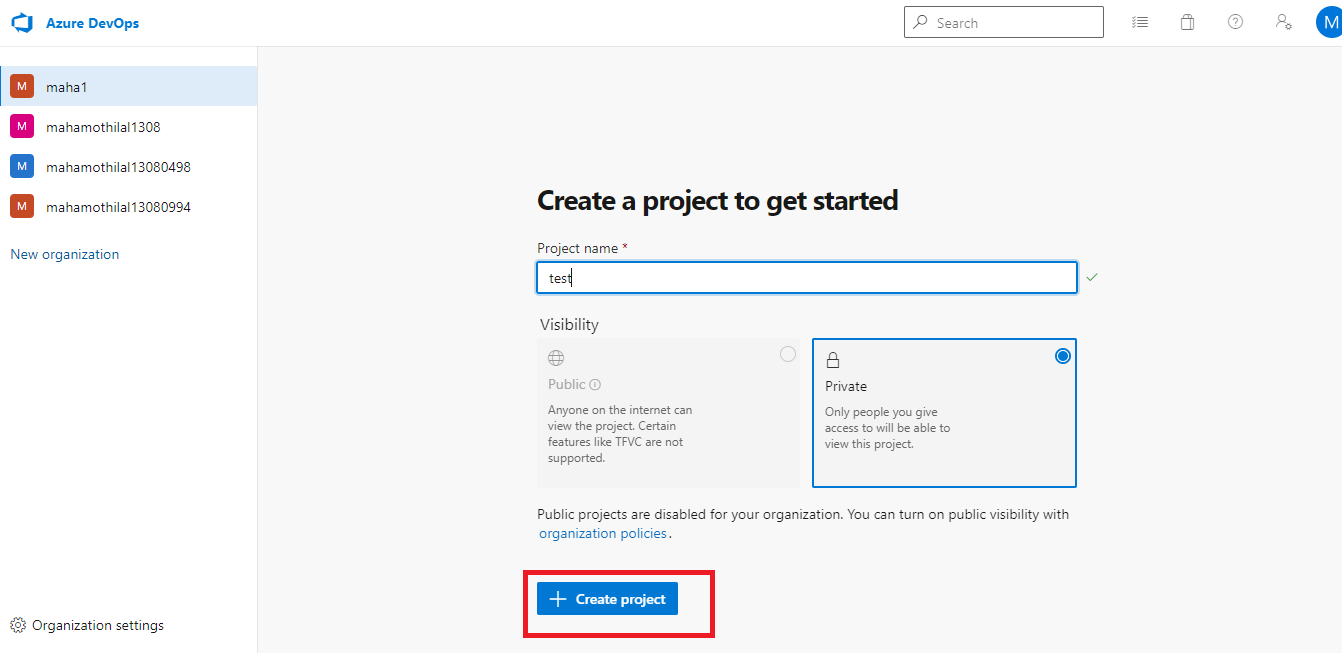 Azure DevOps
Search
M
M
maha1
M
mahamothilal1308
M
mahamothilal13080498
M
mahamothilal13080994
New organization
Create a project to get started
Project name *
test
Visibility
Public
Anyone on the internet can
view the project. Certain
features like TFVC are not
supported.
Private
Only people you give
access to will be able to
view this project.
Public projects are disabled for your organization. You can turn on public visibility with
organization policies.
Create project
Organization settings